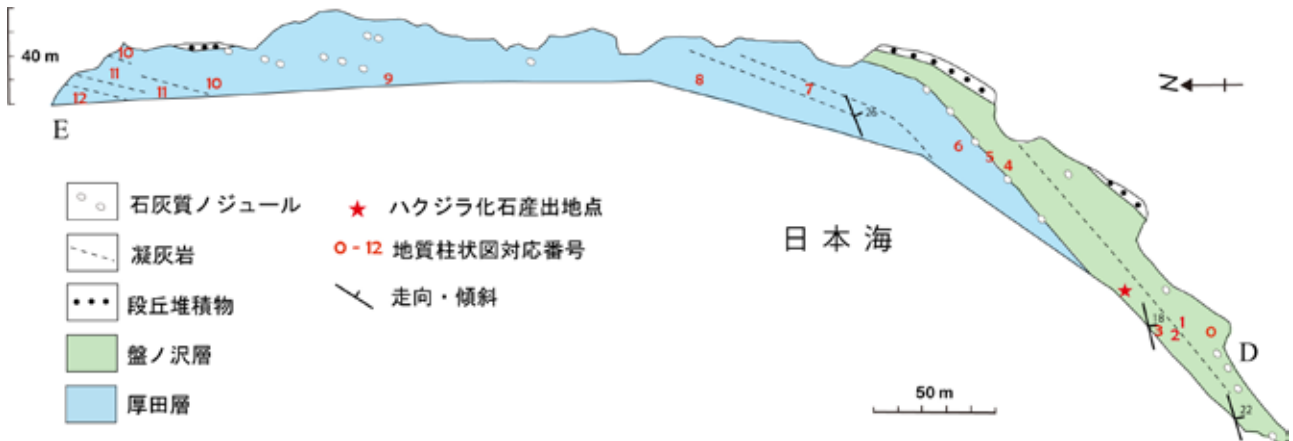 40 m
10
11
10
12
11
9
8
7
26
6
5
4
N
E
石灰質ノジュール
凝灰岩
段丘堆積物
盤ノ沢層
厚田層
ハクジラ化石産出地点
0 - 12 地質柱状図対応番号
走向・傾斜
日本海
18
3
1
2
0
D
22
50 m